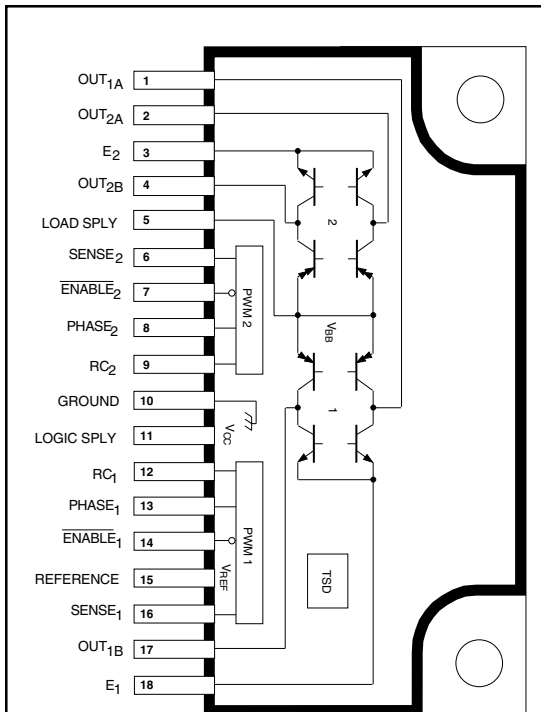 OUT1A 1
OUT2A 2
E2 3
OUT2B 4
LOAD SPLY 5
SENSE2 6
ENABLE2 7
PHASE2 8
RC2 9
GROUND 10
LOGIC SPLY 11
RC1 12
PHASE1 13
ENABLE1 14
REFERENCE 15
SENSE1 16
OUT1B 17
E1 18
PWM 2
VCC
PWM 1
VREF
2
VBB
1
TSD